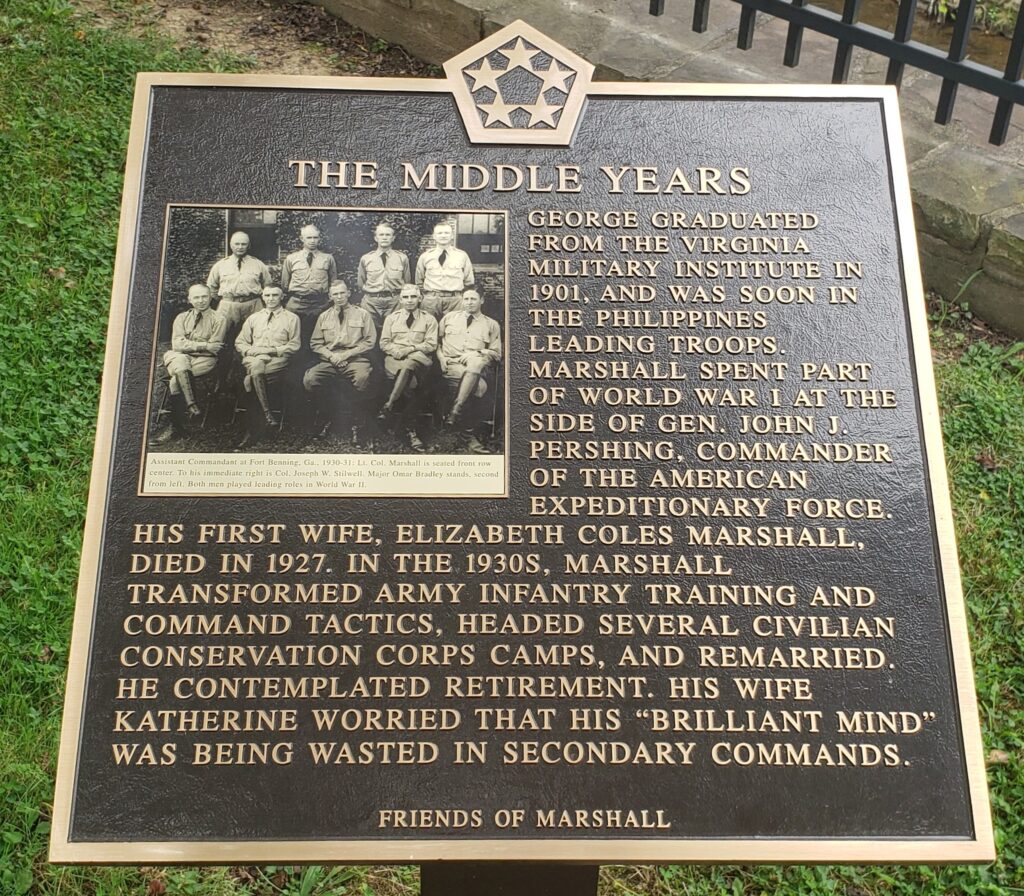 THE MIDDLE YEARS
GEORGE GRADUATED
FROM THE VIRGINIA
MILITARY INSTITUTE IN
1901, AND WAS SOON IN
THE PHILIPPINES
LEADING TROOPS.
MARSHALL SPENT PART
OF WORLD WAR I AT THE
SIDE OF GEN. JOHN J.
PERSHING, COMMANDER
OF THE AMERICAN
EXPEDITIONARY FORCE.
Assistant Commandant at Fort Benning, Ga., 1930-31: Lt. Col. Marshall is seated front row
center. To his immediate right is Col. Joseph W. Stilwell. Major Omar Bradley stands, second
from left. Both men played leading roles in World War II.
HIS FIRST WIFE, ELIZABETH COLES MARSHALL,
DIED IN 1927. IN THE 1930S, MARSHALL
TRANSFORMED ARMY INFANTRY TRAINING AND
COMMAND TACTICS, HEADED SEVERAL CIVILIAN
CONSERVATION CORPS CAMPS, AND REMARRIED.
HE CONTEMPLATED RETIREMENT. HIS WIFE
KATHERINE WORRIED THAT HIS “BRILLIANT MIND”
WAS BEING WASTED IN SECONDARY COMMANDS.
FRIENDS OF MARSHALL